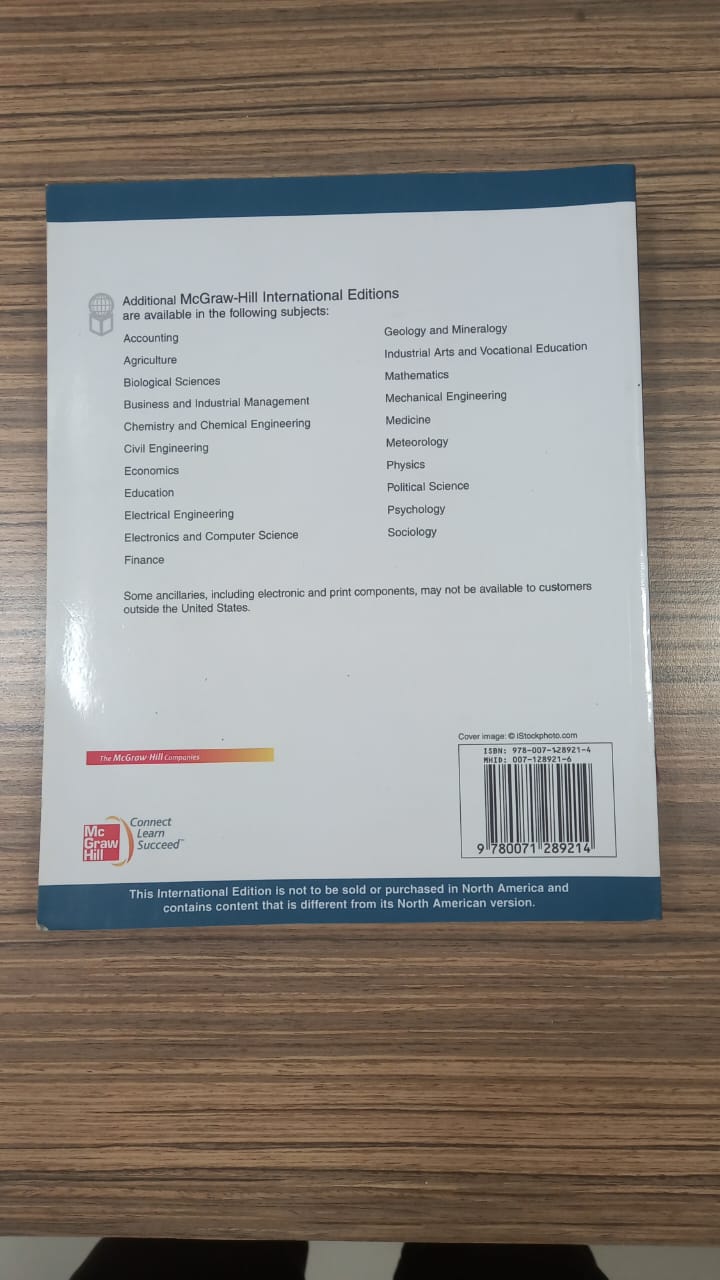 Additional McGraw-Hill International Editions
are available in the following subjects:
Accounting
Agriculture
Biological Sciences
Business and Industrial Management
Chemistry and Chemical Engineering
Civil Engineering
Economics
Education
Electrical Engineering
Electronics and Computer Science
Finance
Geology and Mineralogy
Industrial Arts and Vocational Education
Mathematics
Mechanical Engineering
Medicine
Meteorology
Physics
Political Science
Psychology
Sociology
Some ancillaries, including electronic and print components, may not be available to customers
outside the United States.
Cover image: © iStockphoto.com
ISBN: 978-007-128921-4
MHID: 007-128921-6
9 780071 289214
The McGraw-Hill Companies
Mc
Graw
Hill
Connect
Learn
Succeed™
This International Edition is not to be sold or purchased in North America and
contains content that is different from its North American version.